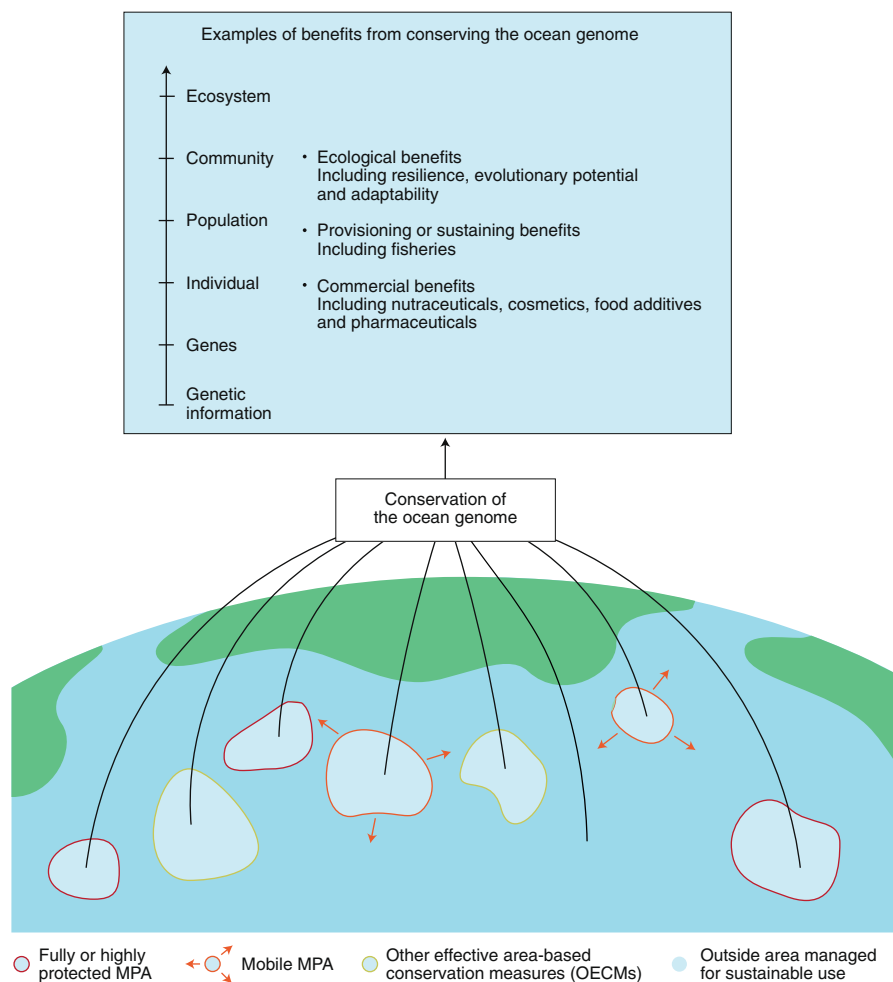 Examples of benefits from conserving the ocean genome
Ecosystem
Community
Population
Individual
Genes
Genetic
information
• Ecological benefits
Including resilience, evolutionary potential
and adaptability
• Provisioning or sustaining benefits
Including fisheries
• Commercial benefits
Including nutraceuticals, cosmetics, food additives
and pharmaceuticals
Conservation of
the ocean genome
Fully or highly
protected MPA
Mobile MPA
Other effective area-based
conservation measures (OECMs)
Outside area managed
for sustainable use